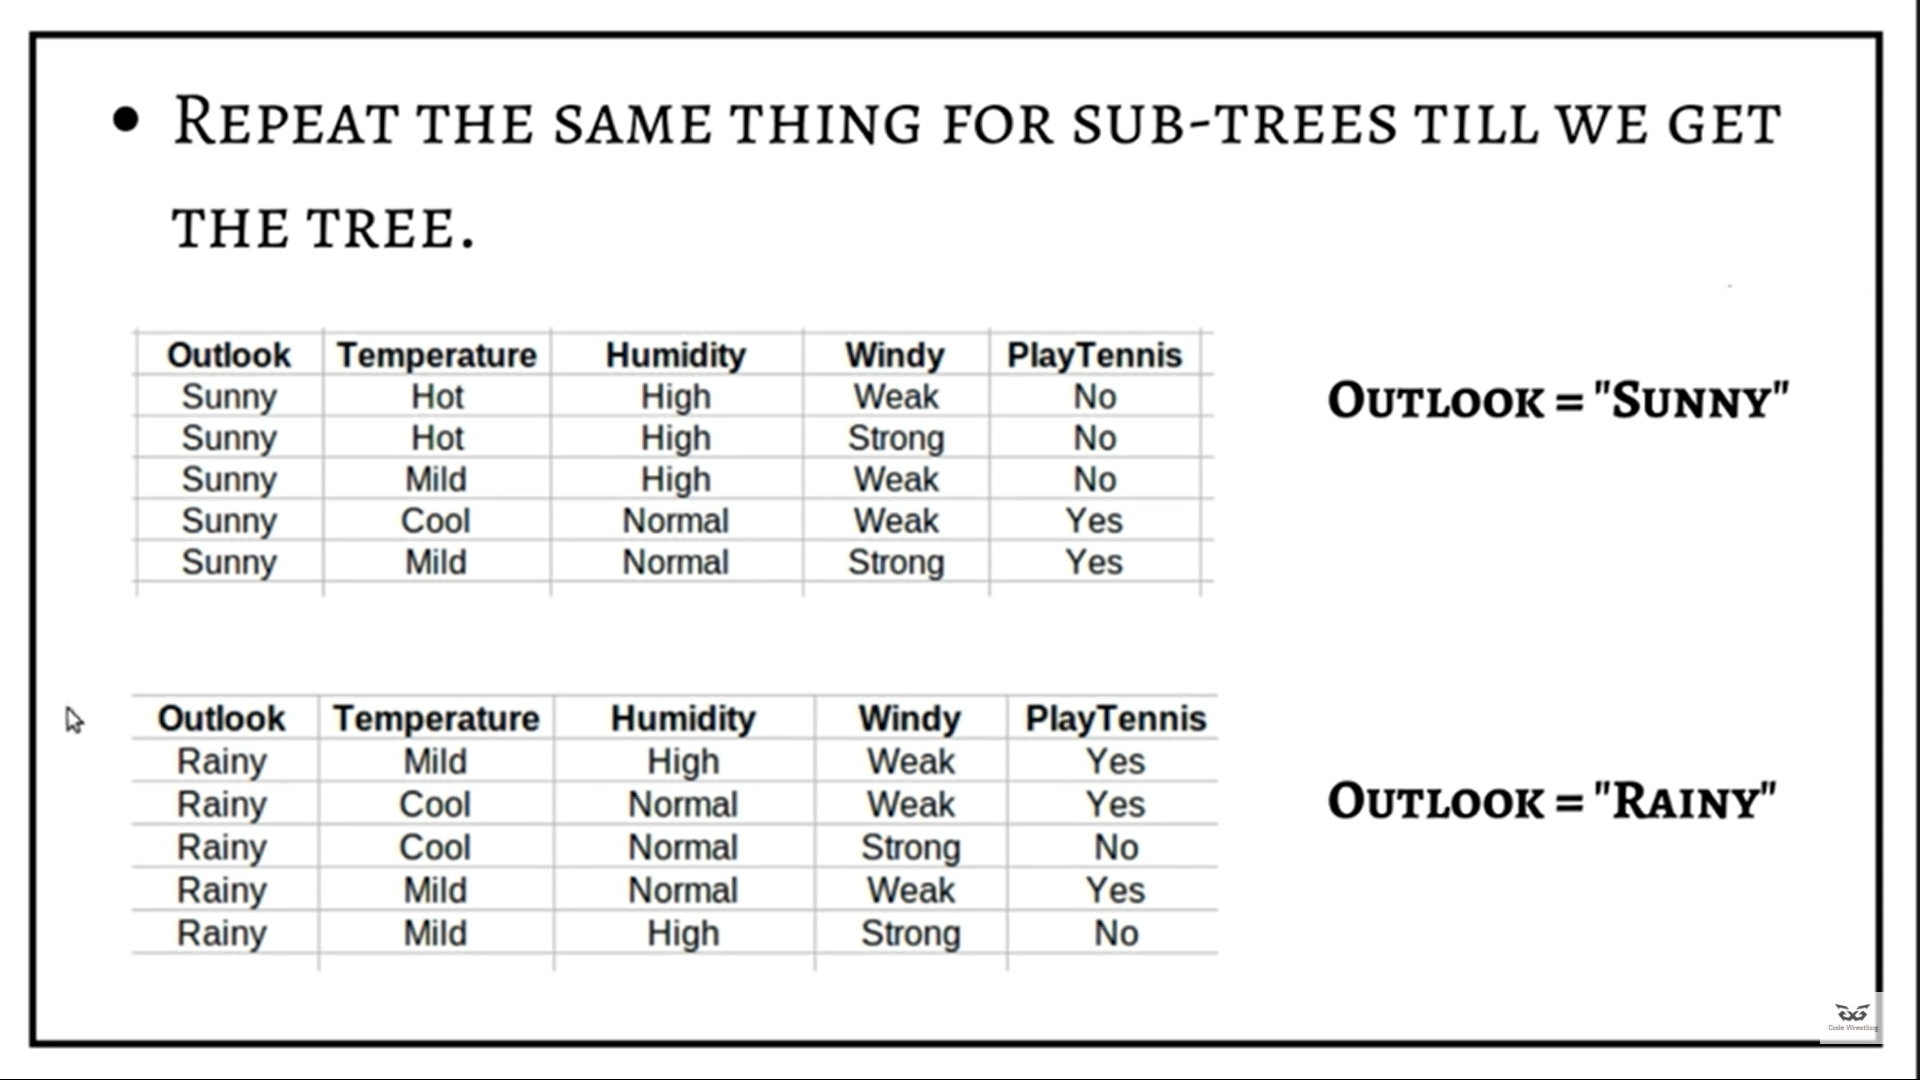 • Repeat the same thing for sub-trees till we get
the tree.
Outlook Temperature Humidity Windy PlayTennis
Sunny Hot High Weak No
Sunny Hot High Strong No
Sunny Mild High Weak No
Sunny Cool Normal Weak Yes
Sunny Mild Normal Strong Yes
Outlook = "Sunny"
Outlook Temperature Humidity Windy PlayTennis
Rainy Mild High Weak Yes
Rainy Cool Normal Weak Yes
Rainy Cool Normal Strong No
Rainy Mild Normal Weak Yes
Rainy Mild High Strong No
Outlook = "Rainy"
Code Wrestling